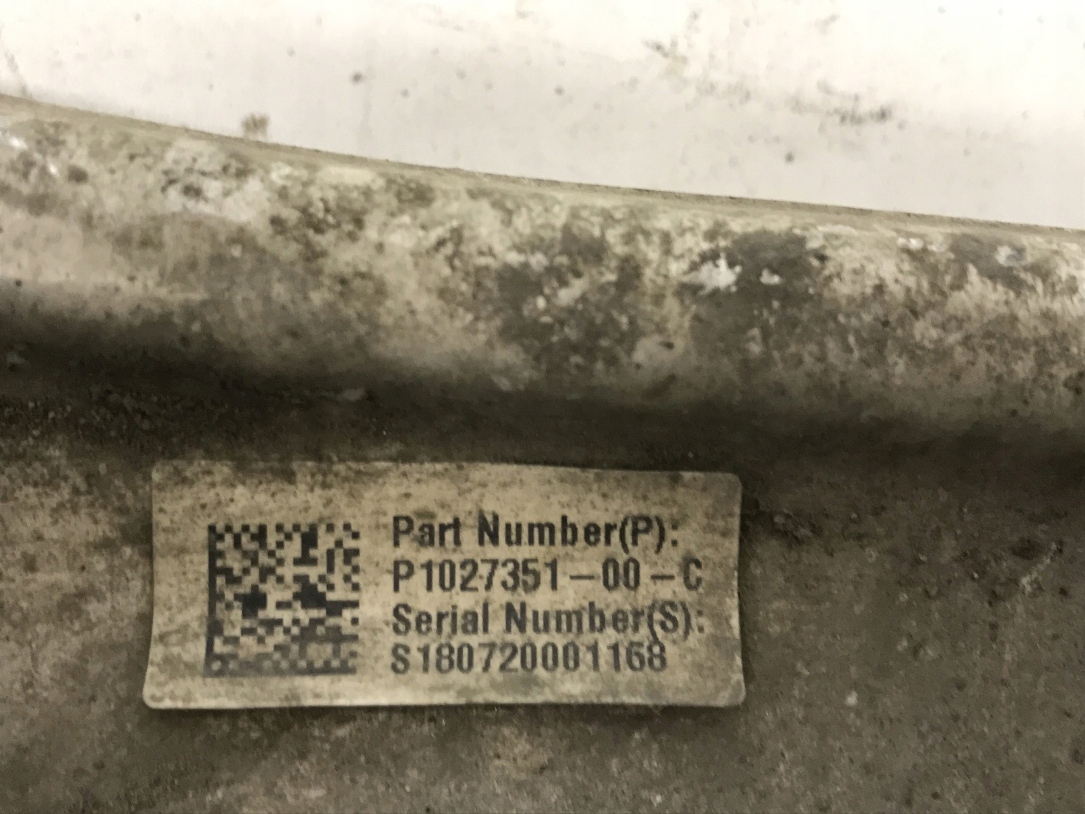 Part Number(P):
P1027351-00-C
Serial Number(S):
S180720001168